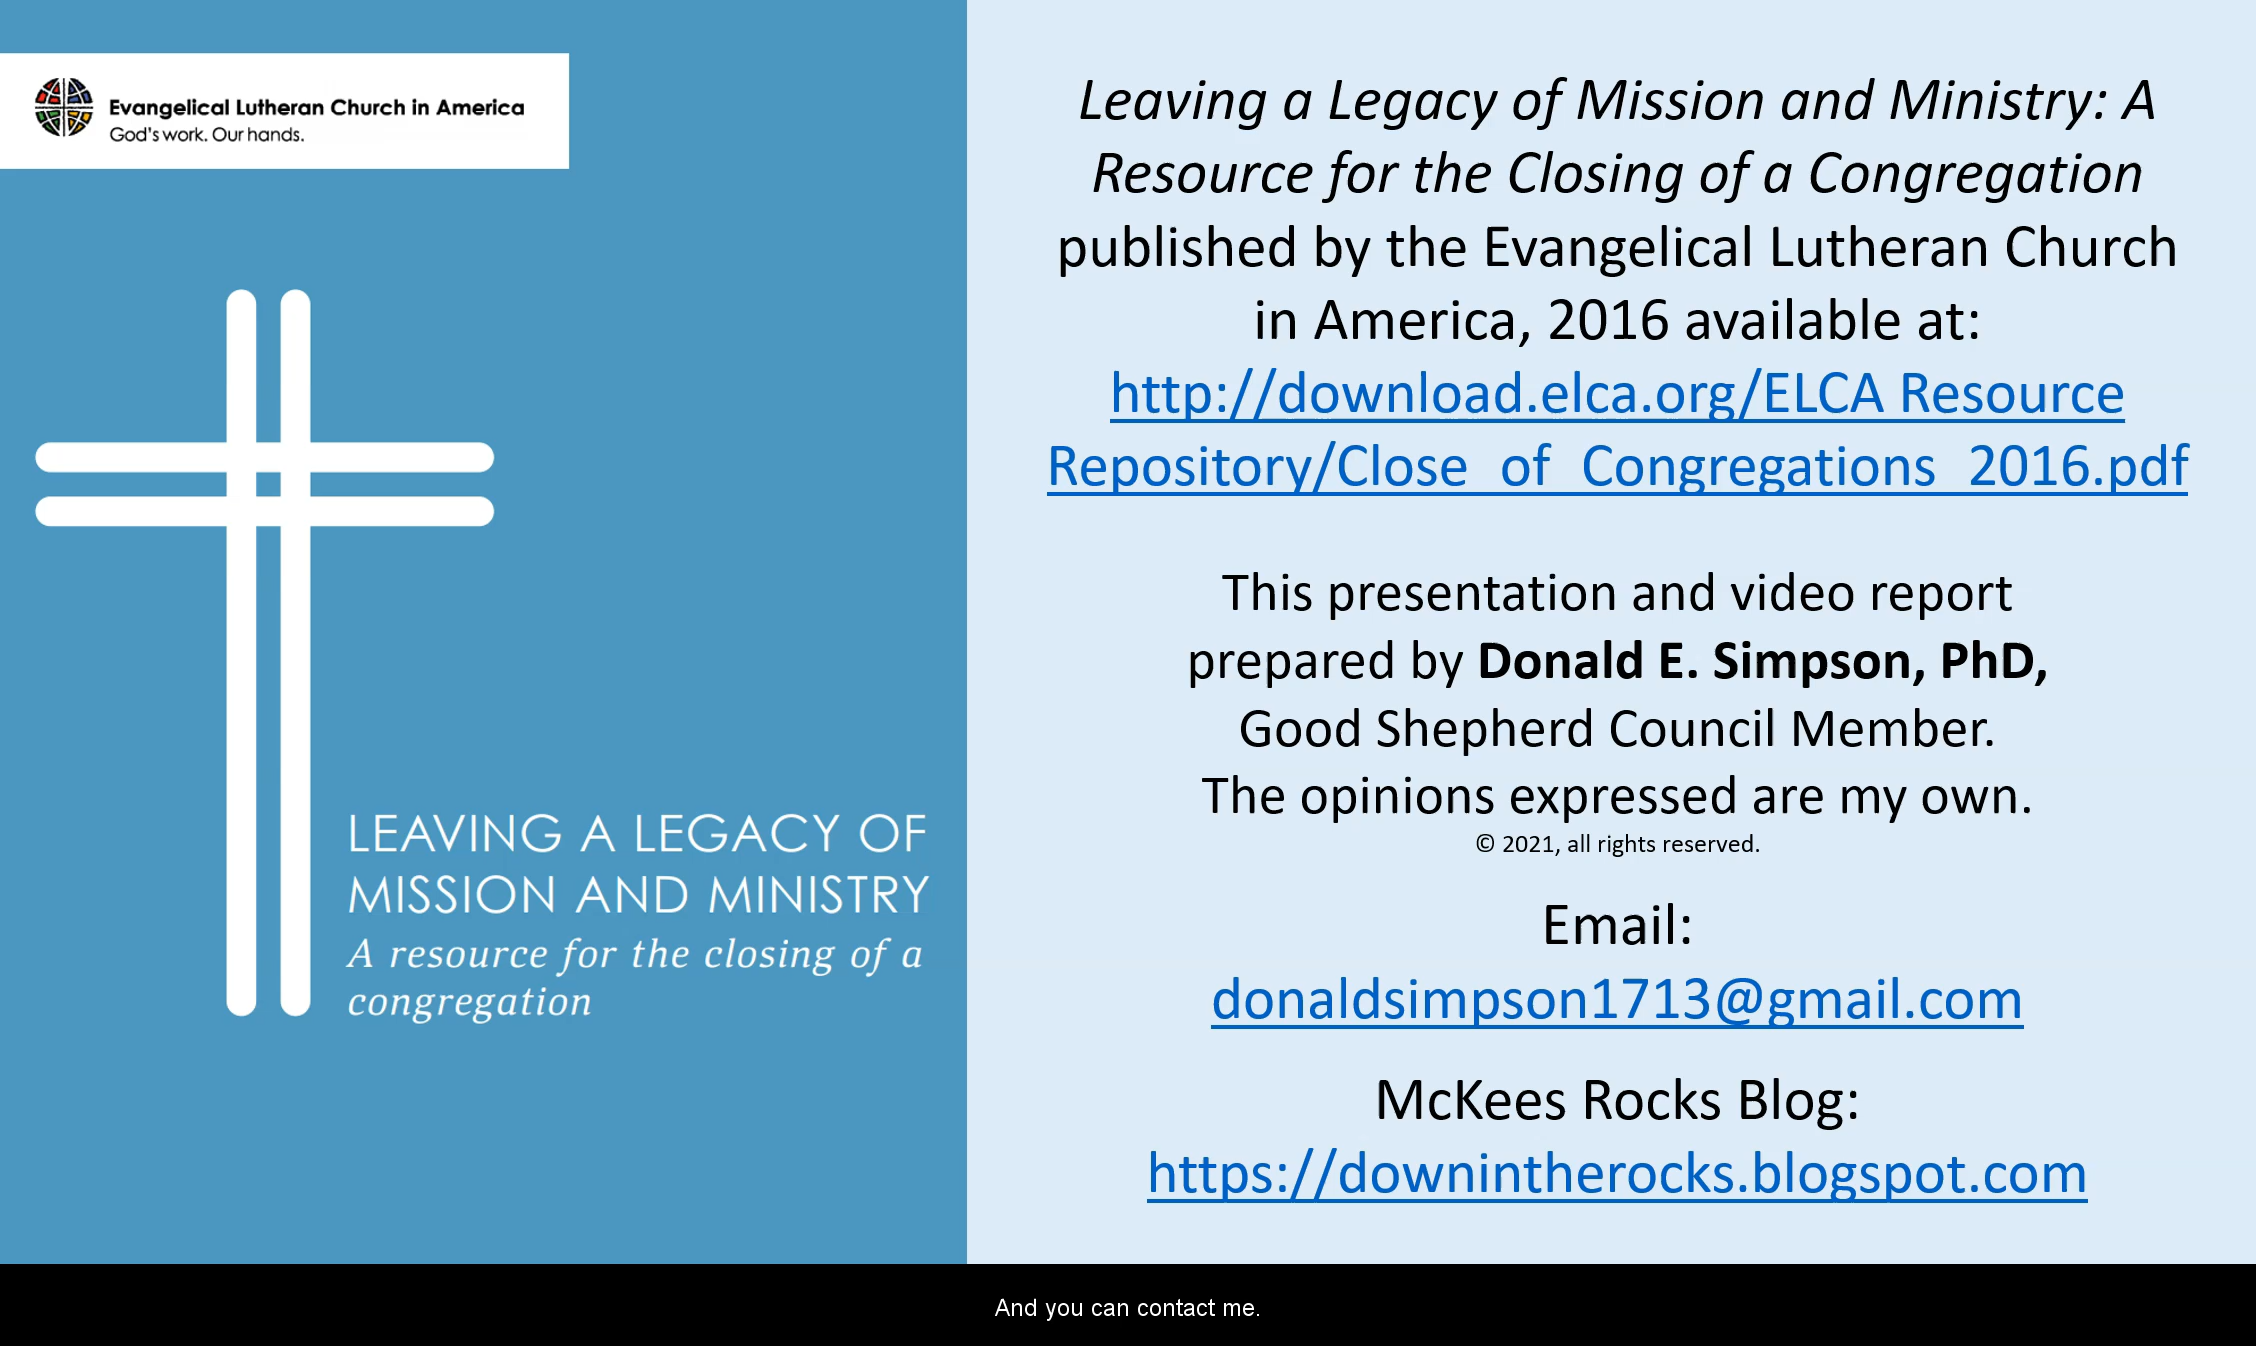 Evangelical Lutheran Church in America
God's work. Our hands.
LEAVING A LEGACY OF
MISSION AND MINISTRY
A resource for the closing of a
congregation
Leaving a Legacy of Mission and Ministry: A
Resource for the Closing of a Congregation
published by the Evangelical Lutheran Church
in America, 2016 available at:
http://download.elca.org/ELCA Resource
Repository/Close_of_Congregations_2016.pdf
This presentation and video report
prepared by Donald E. Simpson, PhD,
Good Shepherd Council Member.
The opinions expressed are my own.
© 2021, all rights reserved.
Email:
donaldsimpson1713@gmail.com
McKees Rocks Blog:
https://downintherocks.blogspot.com
And you can contact me.